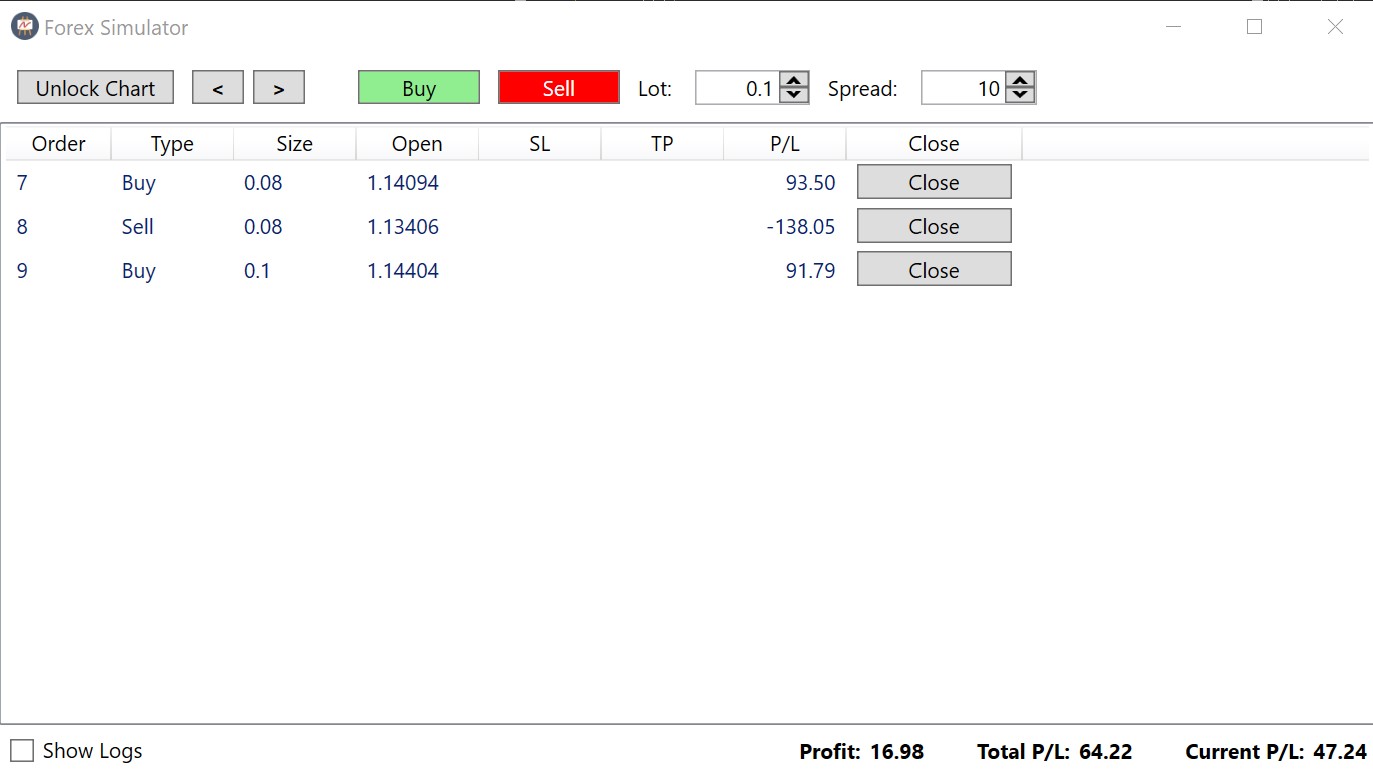 Forex Simulator
Unlock Chart < > Buy Sell Lot: 0.1 Spread: 10
Order Type Size Open SL TP P/L Close
7 Buy 0.08 1.14094 93.50 Close
8 Sell 0.08 1.13406 -138.05 Close
9 Buy 0.1 1.14404 91.79 Close
Show Logs Profit: 16.98 Total P/L: 64.22 Current P/L: 47.24